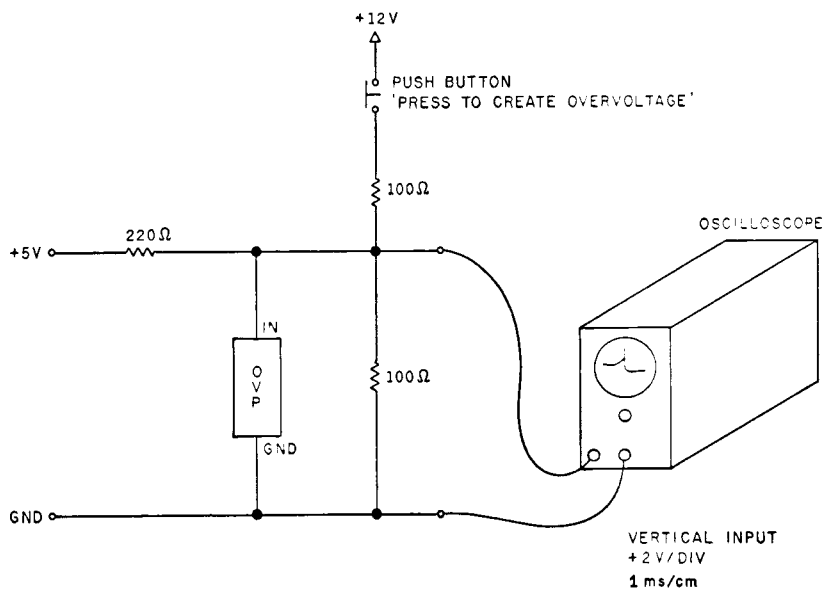 +12V
PUSH BUTTON
'PRESS TO CREATE OVERVOLTAGE'
100Ω
OSCILLOSCOPE
220Ω
+5V
IN
OVP
100Ω
GND
GND
VERTICAL INPUT
+2V/DIV
1 ms/cm